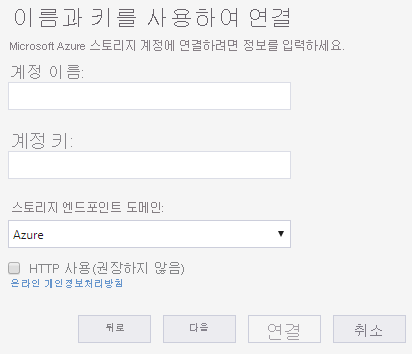 이름과 키를 사용하여 연결
Microsoft Azure 스토리지 계정에 연결하려면 정보를 입력하세요.
계정 이름:
계정 키:
스토리지 엔드포인트 도메인:
Azure
HTTP 사용(권장하지 않음)
온라인 개인정보처리방침
뒤로 다음 연결 취소